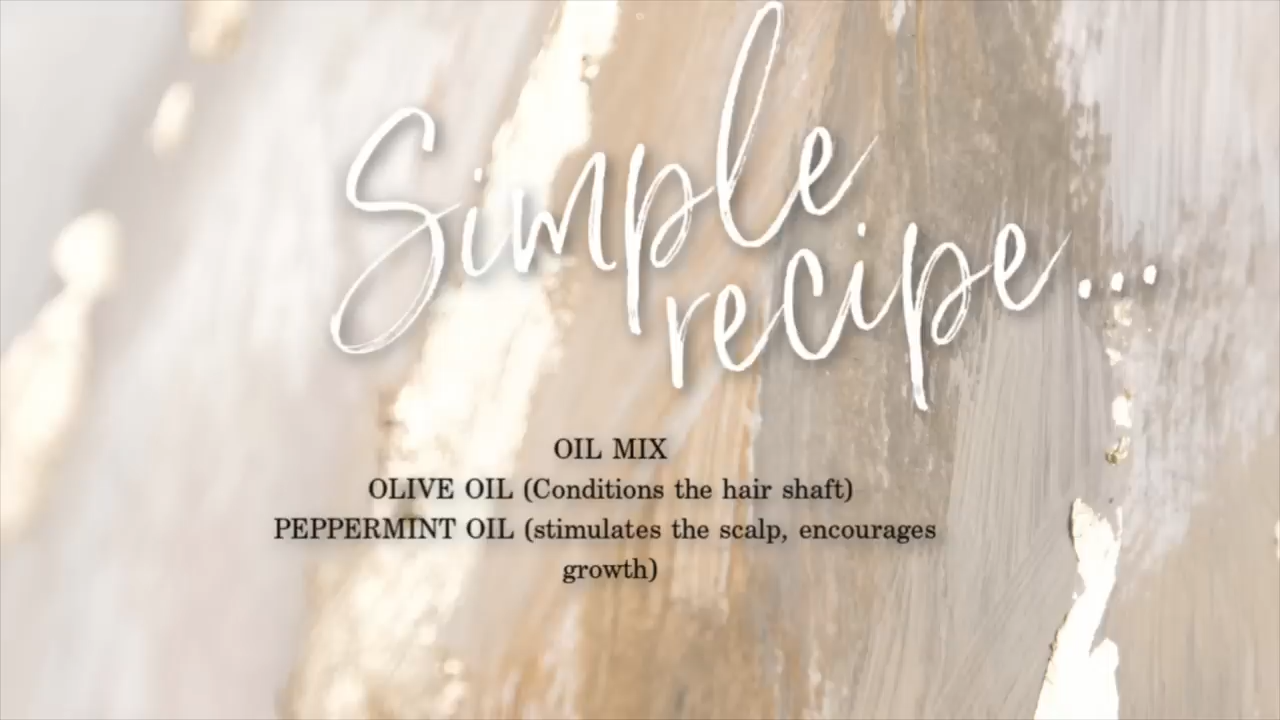 Simple
recipe...
OIL MIX
OLIVE OIL (Conditions the hair shaft)
PEPPERMINT OIL (stimulates the scalp, encourages
growth)